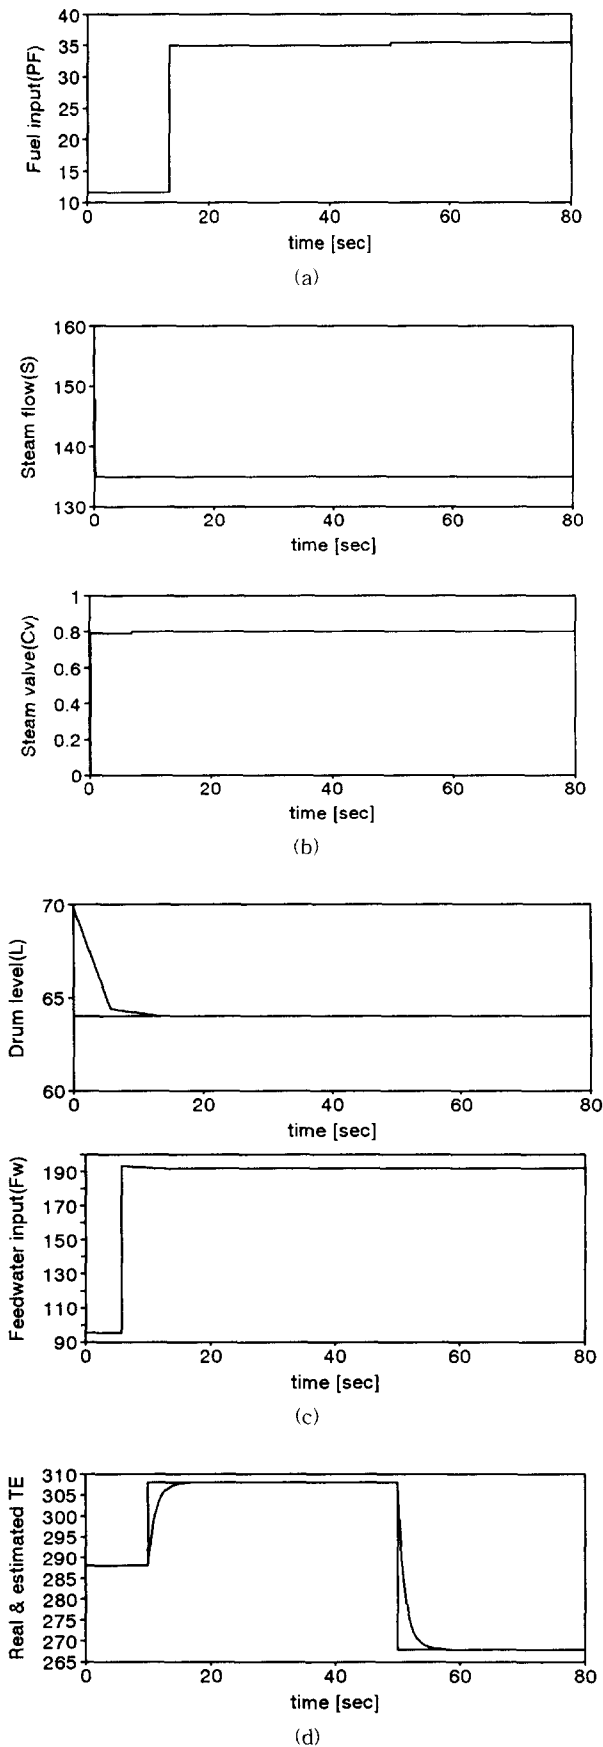 40
35
30
25
20
15
10
Fuel input(PF)
0 20 40 60 80
time [sec]
(a)
160
150
140
130
Steam flow(S)
0 20 40 60 80
time [sec]
1
0.8
0.6
0.4
0.2
0
Steam valve(Cv)
0 20 40 60 80
time [sec]
(b)
70
65
60
Drum level(L)
0 20 40 60 80
time [sec]
190
170
150
130
110
90
Feedwater input(Fw)
0 20 40 60 80
time [sec]
(c)
310
305
300
295
290
285
280
275
270
265
Real & estimated TE
0 20 40 60 80
time [sec]
(d)